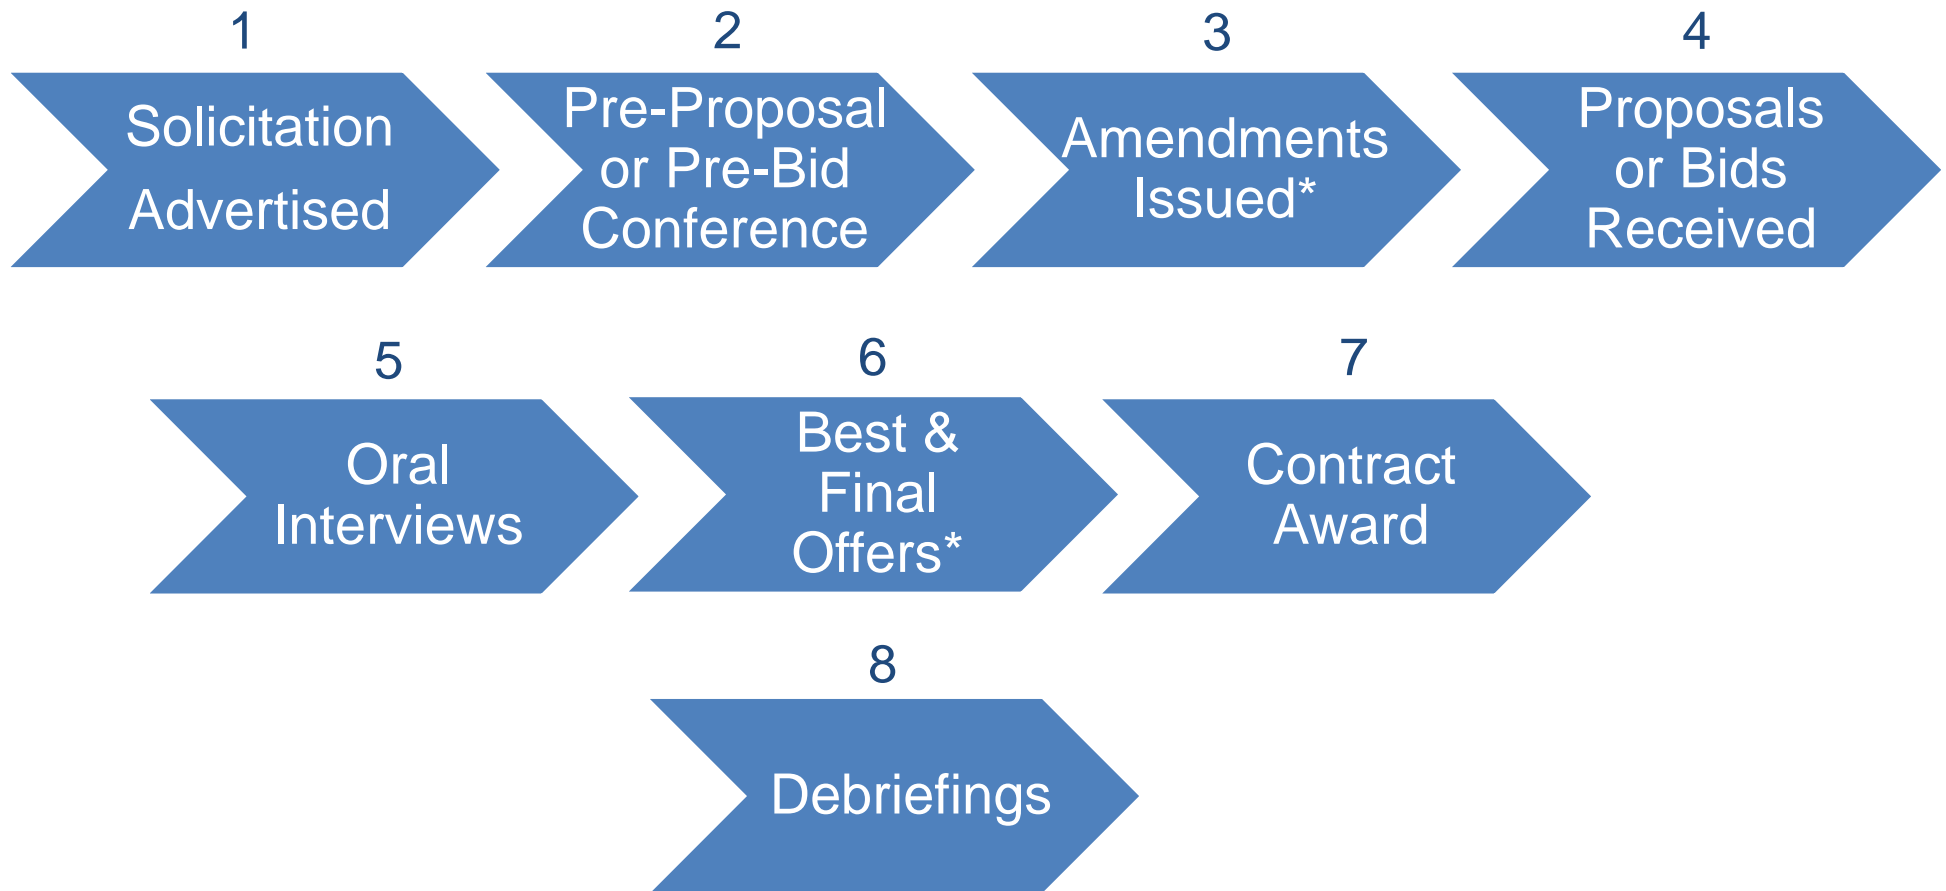 1
Solicitation
Advertised
2
Pre-Proposal
or Pre-Bid
Conference
3
Amendments
Issued*
4
Proposals
or Bids
Received
5
Oral
Interviews
6
Best &
Final
Offers*
7
Contract
Award
8
Debriefings